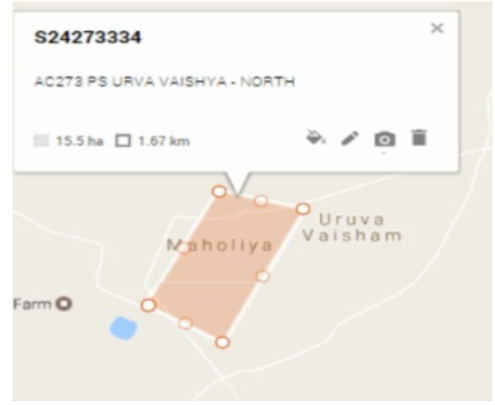 S24273334
AC273 PS URVA VAISHYA - NORTH
15.5 ha 1.67 km
Uruva
Vaisham
Maholiya
Farm